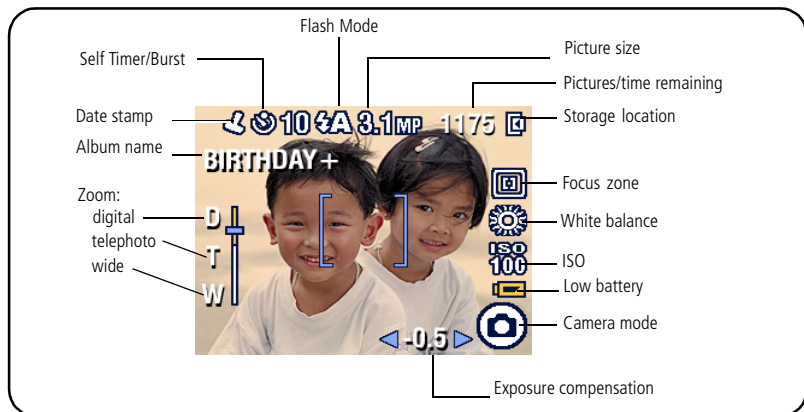 Flash Mode
Self Timer/Burst
Picture size
Pictures/time remaining
Date stamp
Storage location
10 A 3.1MP 1175
Album name
BIRTHDAY+
Focus zone
Zoom:
digital
D
White balance
telephoto
T
ISO
100
ISO
wide
W
Low battery
Camera mode
-0.5
Exposure compensation